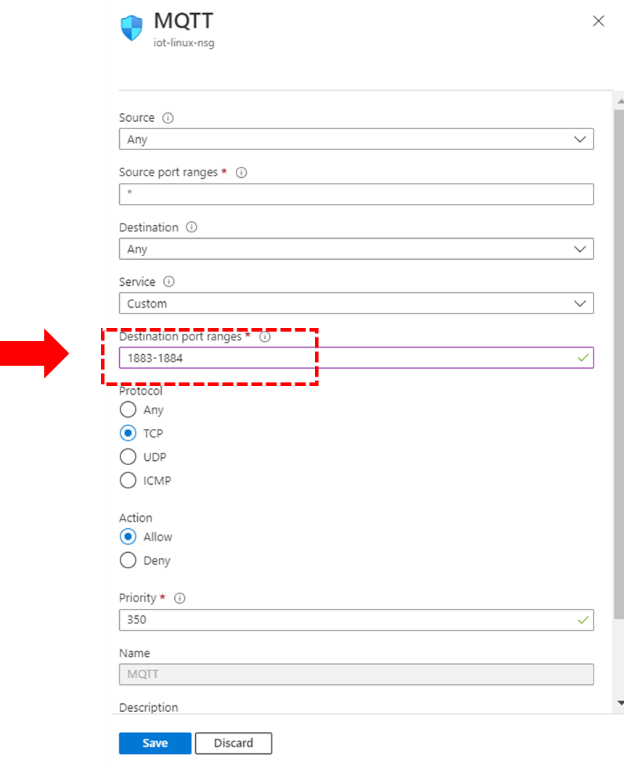 MQTT
iot-linux-nsg
Source
Any
Source port ranges *
*
Destination
Any
Service
Custom
Destination port ranges *
1883-1884
Protocol
Any
TCP
UDP
ICMP
Action
Allow
Deny
Priority *
350
Name
MQTT
Description
Save Discard